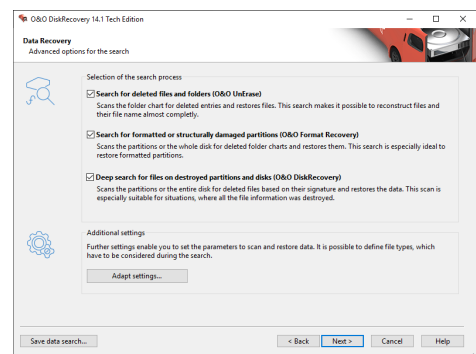 O&O DiskRecovery 14.1 Tech Edition
Data Recovery
Advanced options for the search
Selection of the search process
Search for deleted files and folders (O&O UnErase)
Scans the folder chart for deleted entries and restores files. This search makes it possible to reconstruct files and
their file name almost completely.
Search for formatted or structurally damaged partitions (O&O Format Recovery)
Scans the partitions or the whole disk for deleted folder charts and restores them. This search is especially ideal to
restore formatted partitions.
Deep search for files on destroyed partitions and disks (O&O DiskRecovery)
Scans the partitions or the entire disk for deleted files based on their signature and restores the data. This scan is
especially suitable for situations, where all the file information was destroyed.
Additional settings
Further settings enable you to set the parameters to scan and restore data. It is possible to define file types, which
have to be considered during the search.
Adapt settings...
Save data search...
< Back
Next >
Cancel
Help